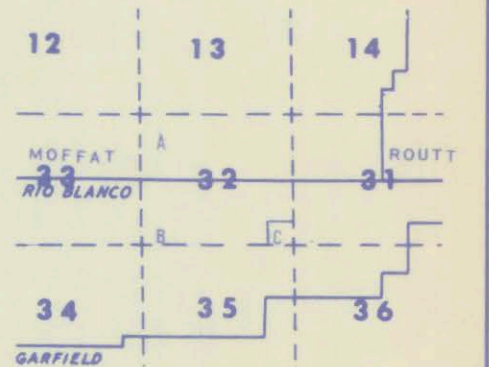 12 13 14
A
MOFFAT ROUTT
33 32 31
RIO BLANCO
B C
34 35 36
GARFIELD